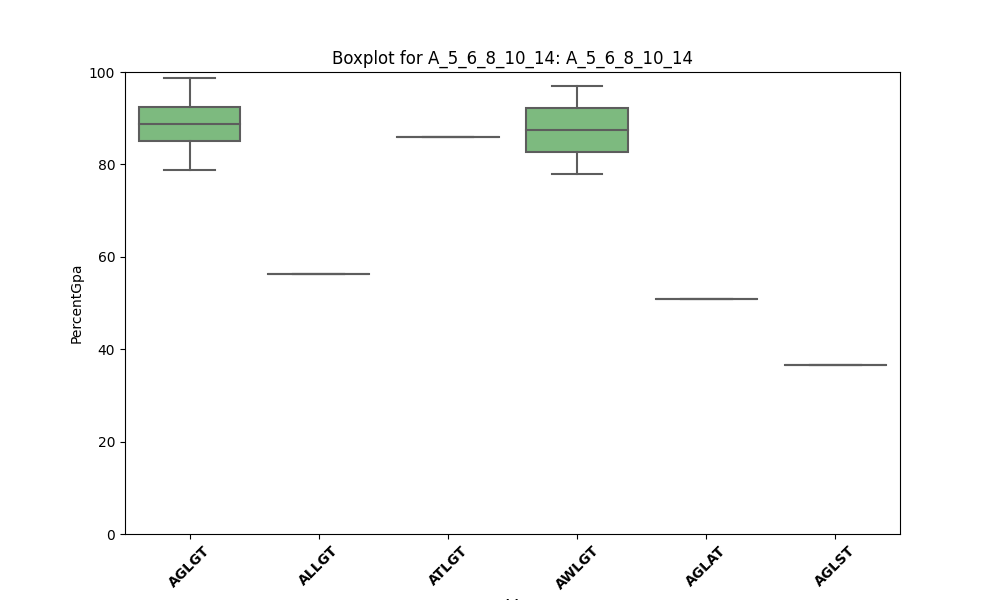 Boxplot for A_5_6_8_10_14: A_5_6_8_10_14
100
80
60
40
20
0
PercentGpa
AGLGT
ALLGT
ATLGT
AWLGT
AGLAT
AGLST